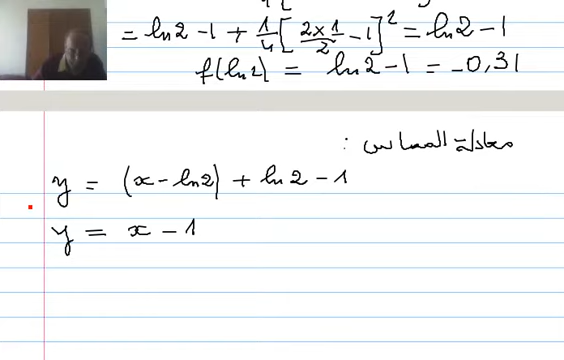 = ln2 - 1 + 1/4 [ (2×1)/2 - 1 ]² = ln2 - 1
f(ln2) = ln2 - 1 = -0,31
معادلة المماس :
y = (x - ln2) + ln2 - 1
y = x - 1